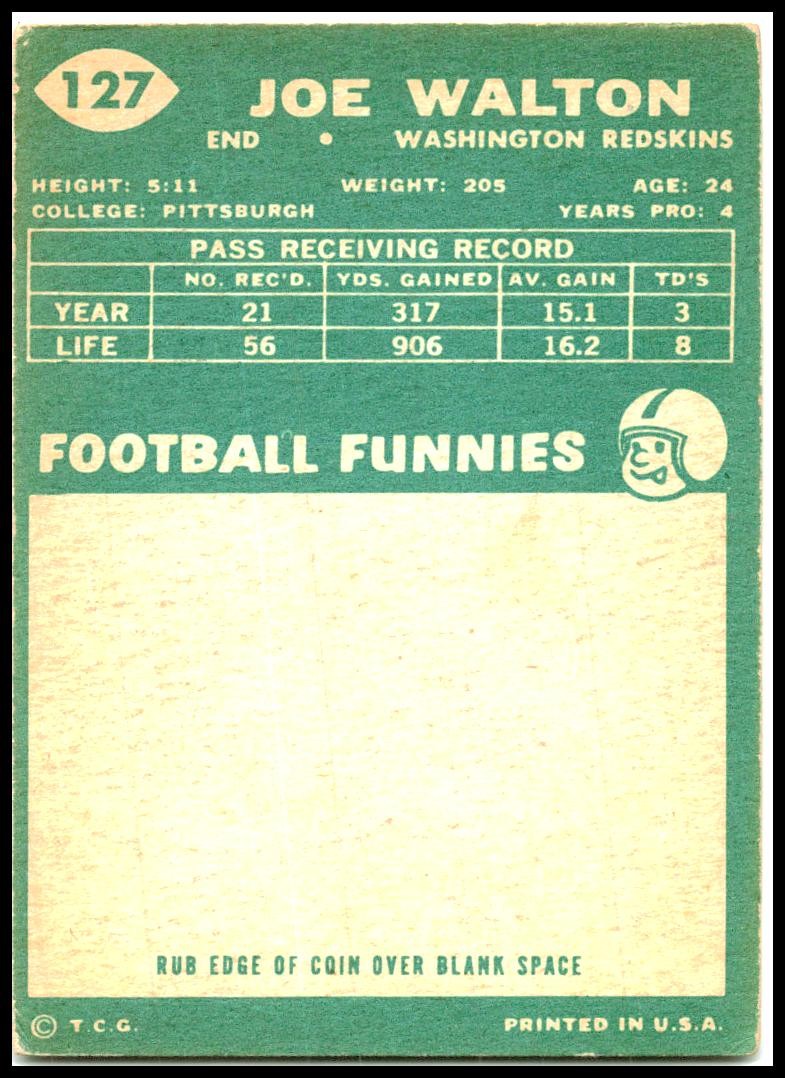 127
JOE WALTON
END • WASHINGTON REDSKINS
HEIGHT: 5:11 WEIGHT: 205 AGE: 24
COLLEGE: PITTSBURGH YEARS PRO: 4
PASS RECEIVING RECORD
NO. REC'D. YDS. GAINED AV. GAIN TD'S
YEAR 21 317 15.1 3
LIFE 56 906 16.2 8
FOOTBALL FUNNIES
RUB EDGE OF COIN OVER BLANK SPACE
© T.C.G. PRINTED IN U.S.A.